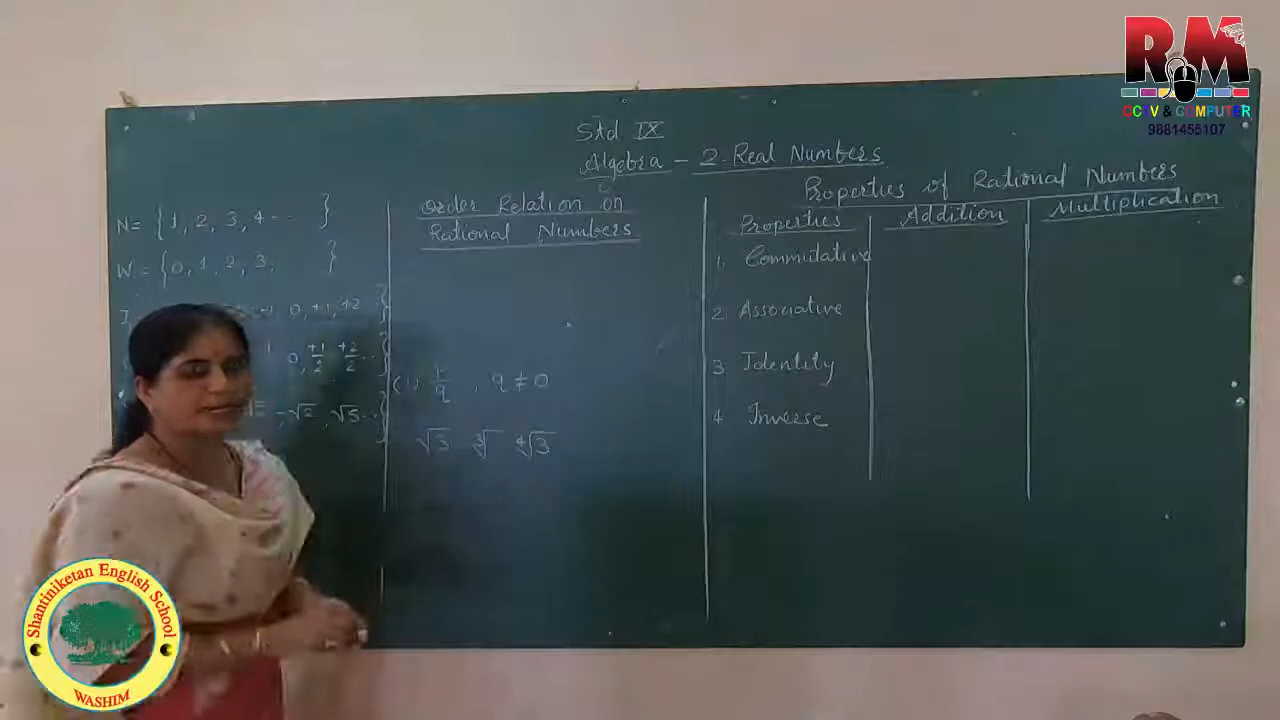 RM
CCTV & COMPUTER
9881455107
Std IX
Algebra - 2. Real Numbers
N = { 1, 2, 3, 4 - - }
W = { 0, 1, 2, 3, }
0, +1, +2 }
0, +1/2 +2/2 .. }
-√2, √5 .. }
Order Relation on
Rational Numbers
, q ≠ 0
√3 ∛ ∜3
Properties of Rational Numbers
Properties Addition Multiplication
1. Commutative
2 Associative
3 Identity
4 Inverse
Shantiniketan English School
WASHIM